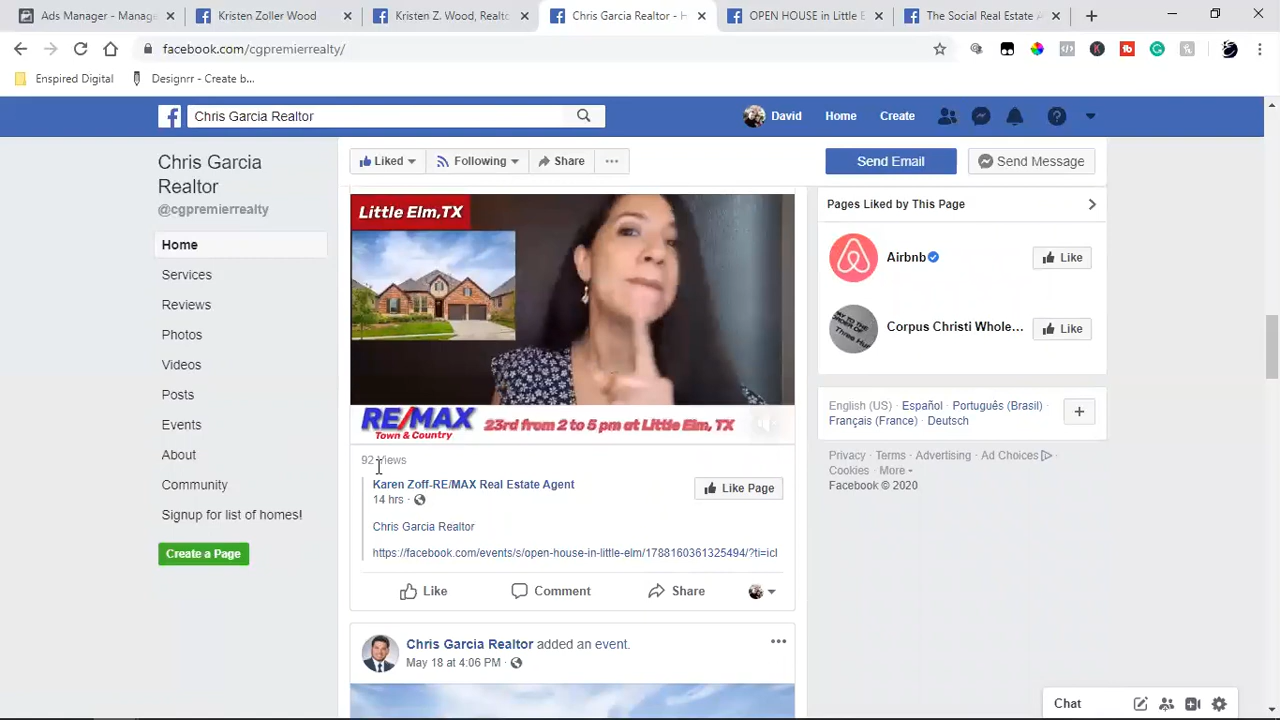 Ads Manager - Manage
Kristen Zoller Wood
Kristen Z. Wood, Realto
Chris Garcia Realtor - H
OPEN HOUSE in Little E
The Social Real Estate A
facebook.com/cgpremierrealty/
Enspired Digital
Designrr - Create b...
Chris Garcia Realtor
David
Home
Create
Chris Garcia
Realtor
@cgpremierrealty
Home
Services
Reviews
Photos
Videos
Posts
Events
About
Community
Signup for list of homes!
Create a Page
Liked
Following
Share
Send Email
Send Message
Little Elm,TX
RE/MAX
Town & Country
23rd from 2 to 5 pm at Little Elm, TX
92 Views
Karen Zoff-RE/MAX Real Estate Agent
14 hrs ·
Like Page
Chris Garcia Realtor
https://facebook.com/events/s/open-house-in-little-elm/1788160361325494/?ti=icl
Like
Comment
Share
Chris Garcia Realtor added an event.
May 18 at 4:06 PM ·
Pages Liked by This Page
Airbnb
Like
Corpus Christi Whole...
Like
English (US) · Español · Português (Brasil) ·
Français (France) · Deutsch
Privacy · Terms · Advertising · Ad Choices
Cookies · More
Facebook © 2020
Chat